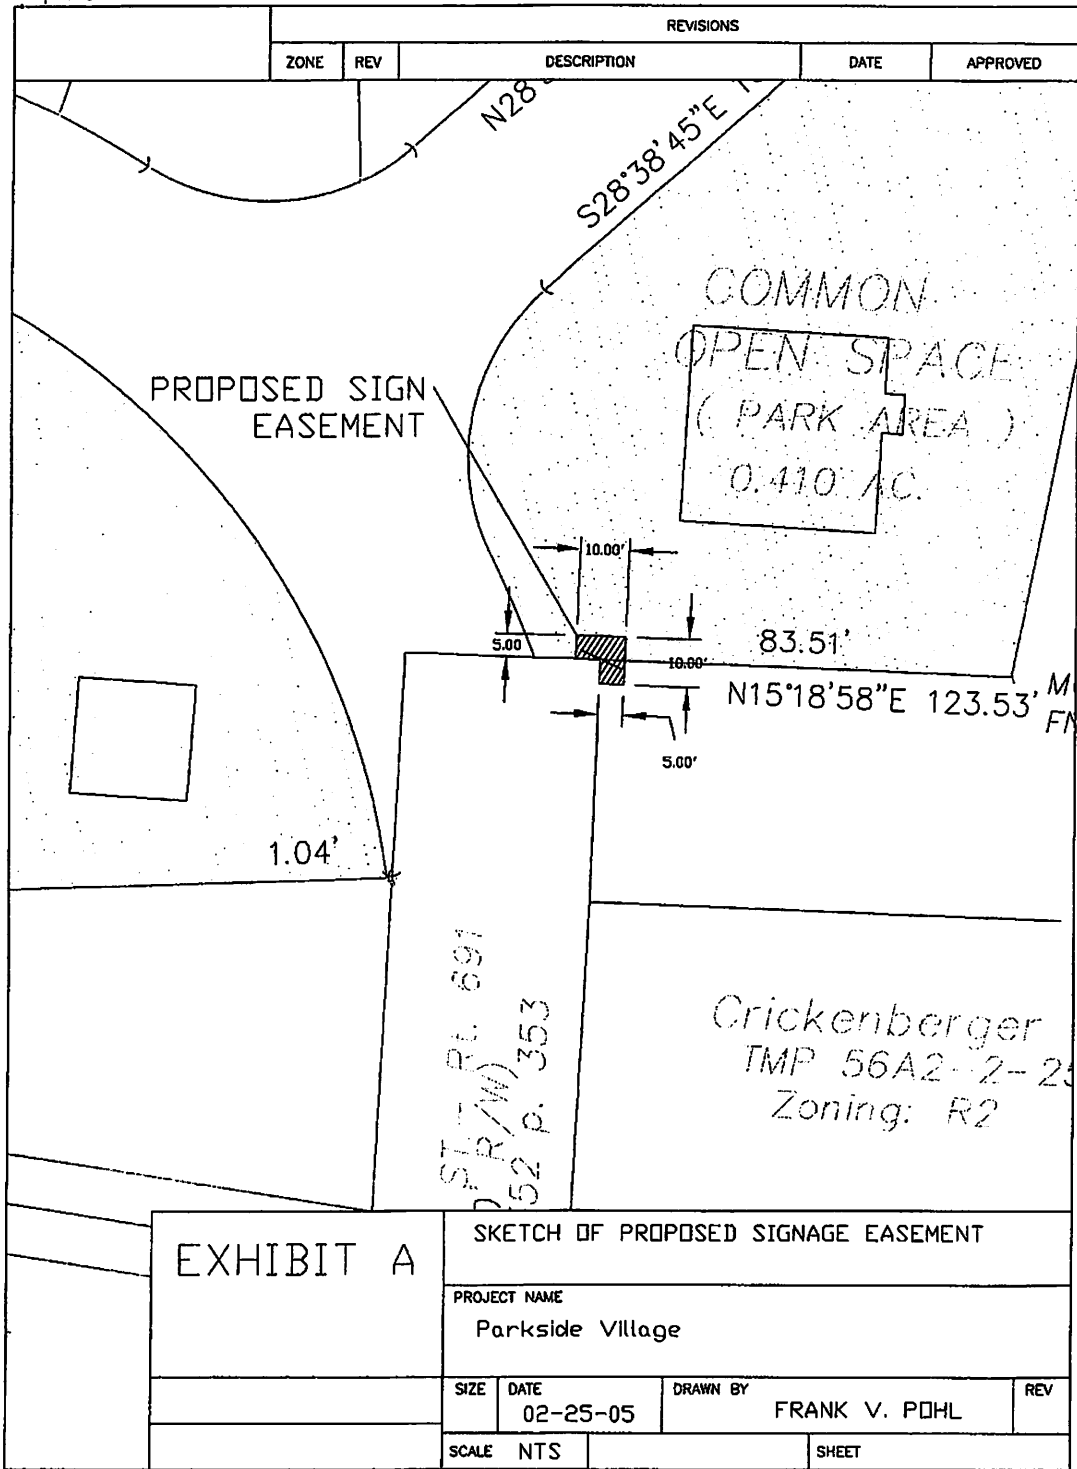 REVISIONS
ZONE REV DESCRIPTION DATE APPROVED
S28°38'45"E
COMMON
OPEN SPACE
( PARK AREA )
0.410 AC.
PROPOSED SIGN
EASEMENT
10.00'
5.00
10.00'
83.51'
N15°18'58"E 123.53'
5.00'
1.04'
ST. - Rt. 691
R/W)
p. 353
Crickenberger
TMP 56A2-2-
Zoning: R2
EXHIBIT A
SKETCH OF PROPOSED SIGNAGE EASEMENT
PROJECT NAME
Parkside Village
SIZE DATE DRAWN BY REV
02-25-05 FRANK V. POHL
SCALE NTS SHEET